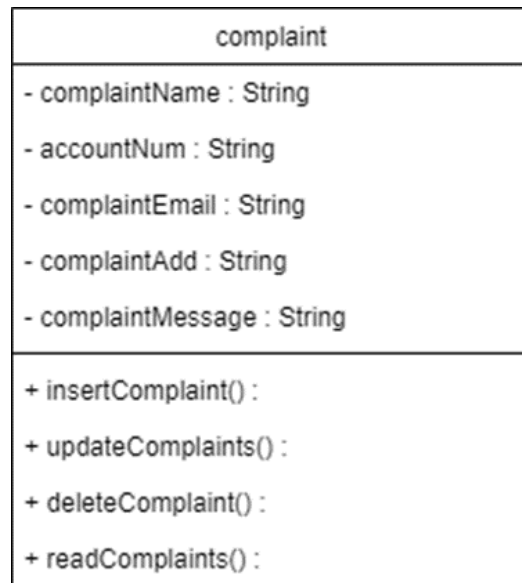 complaint
- complaintName : String
- accountNum : String
- complaintEmail : String
- complaintAdd : String
- complaintMessage : String
+ insertComplaint() :
+ updateComplaints() :
+ deleteComplaint() :
+ readComplaints() :